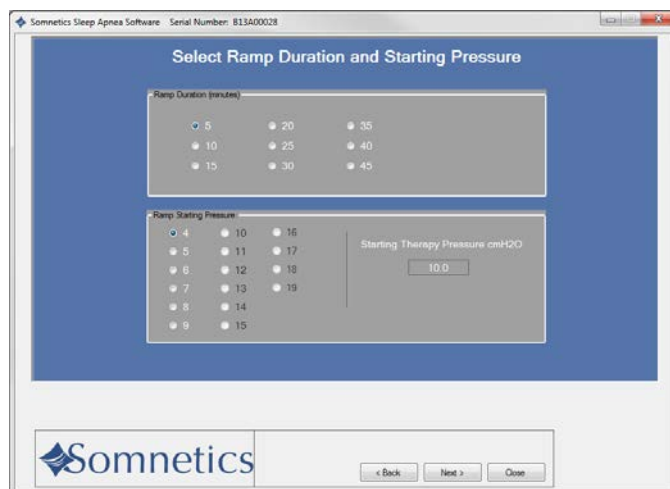 Somnetics Sleep Apnea Software Serial Number: B13A00028
Select Ramp Duration and Starting Pressure
Ramp Duration (minutes)
5 20 35
10 25 40
15 30 45
Ramp Starting Pressure
4 10 16
5 11 17
6 12 18
7 13 19
8 14
9 15
Starting Therapy Pressure cmH2O
10.0
Somnetics
< Back Next > Close